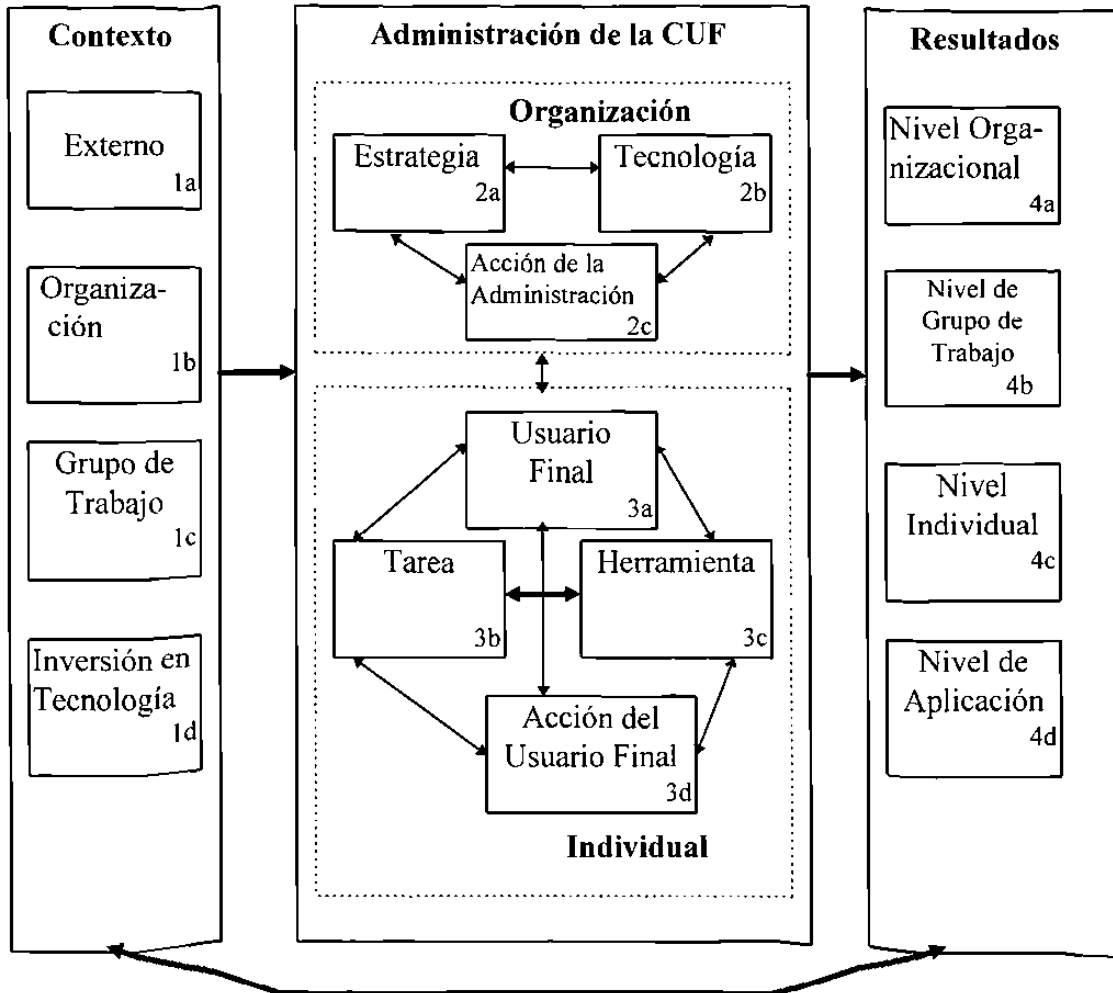 Contexto
Externo
1a
Organiza-
ción
1b
Grupo de
Trabajo
1c
Inversión en
Tecnología
1d
Administración de la CUF
Organización
Estrategia
2a
Tecnología
2b
Acción de la
Administración
2c
Usuario
Final
3a
Tarea
3b
Herramienta
3c
Acción del
Usuario Final
3d
Individual
Resultados
Nivel Orga-
nizacional
4a
Nivel de
Grupo de
Trabajo
4b
Nivel
Individual
4c
Nivel de
Aplicación
4d